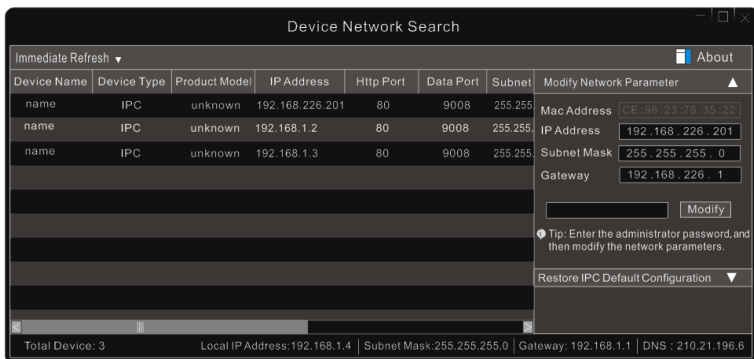 Device Network Search
Immediate Refresh ▼ About
Device Name Device Type Product Model IP Address Http Port Data Port Subnet
name IPC unknown 192.168.226.201 80 9008 255.255.
name IPC unknown 192.168.1.2 80 9008 255.255.
name IPC unknown 192.168.1.3 80 9008 255.255.
Modify Network Parameter ▲
Mac Address CE:98:23:75:35:22
IP Address 192.168.226.201
Subnet Mask 255.255.255. 0
Gateway 192.168.226. 1
Modify
Tip: Enter the administrator password, and
then modify the network parameters.
Restore IPC Default Configuration ▼
Total Device: 3 Local IP Address:192.168.1.4 Subnet Mask:255.255.255.0 Gateway: 192.168.1.1 DNS : 210.21.196.6